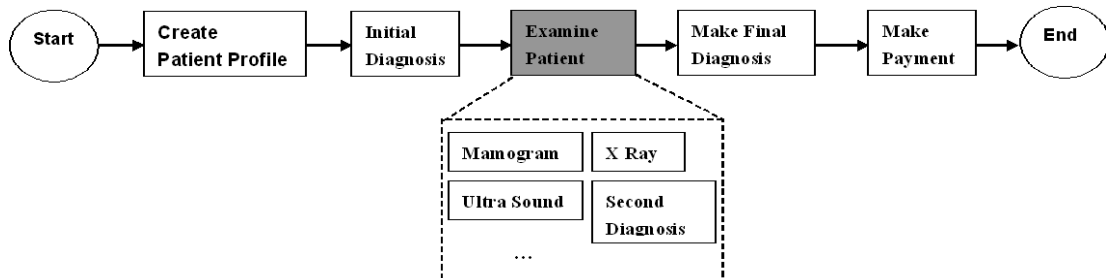 Start
Create
Patient Profile
Initial
Diagnosis
Examine
Patient
Make Final
Diagnosis
Make
Payment
End
Mamogram
X Ray
Ultra Sound
Second
Diagnosis
...